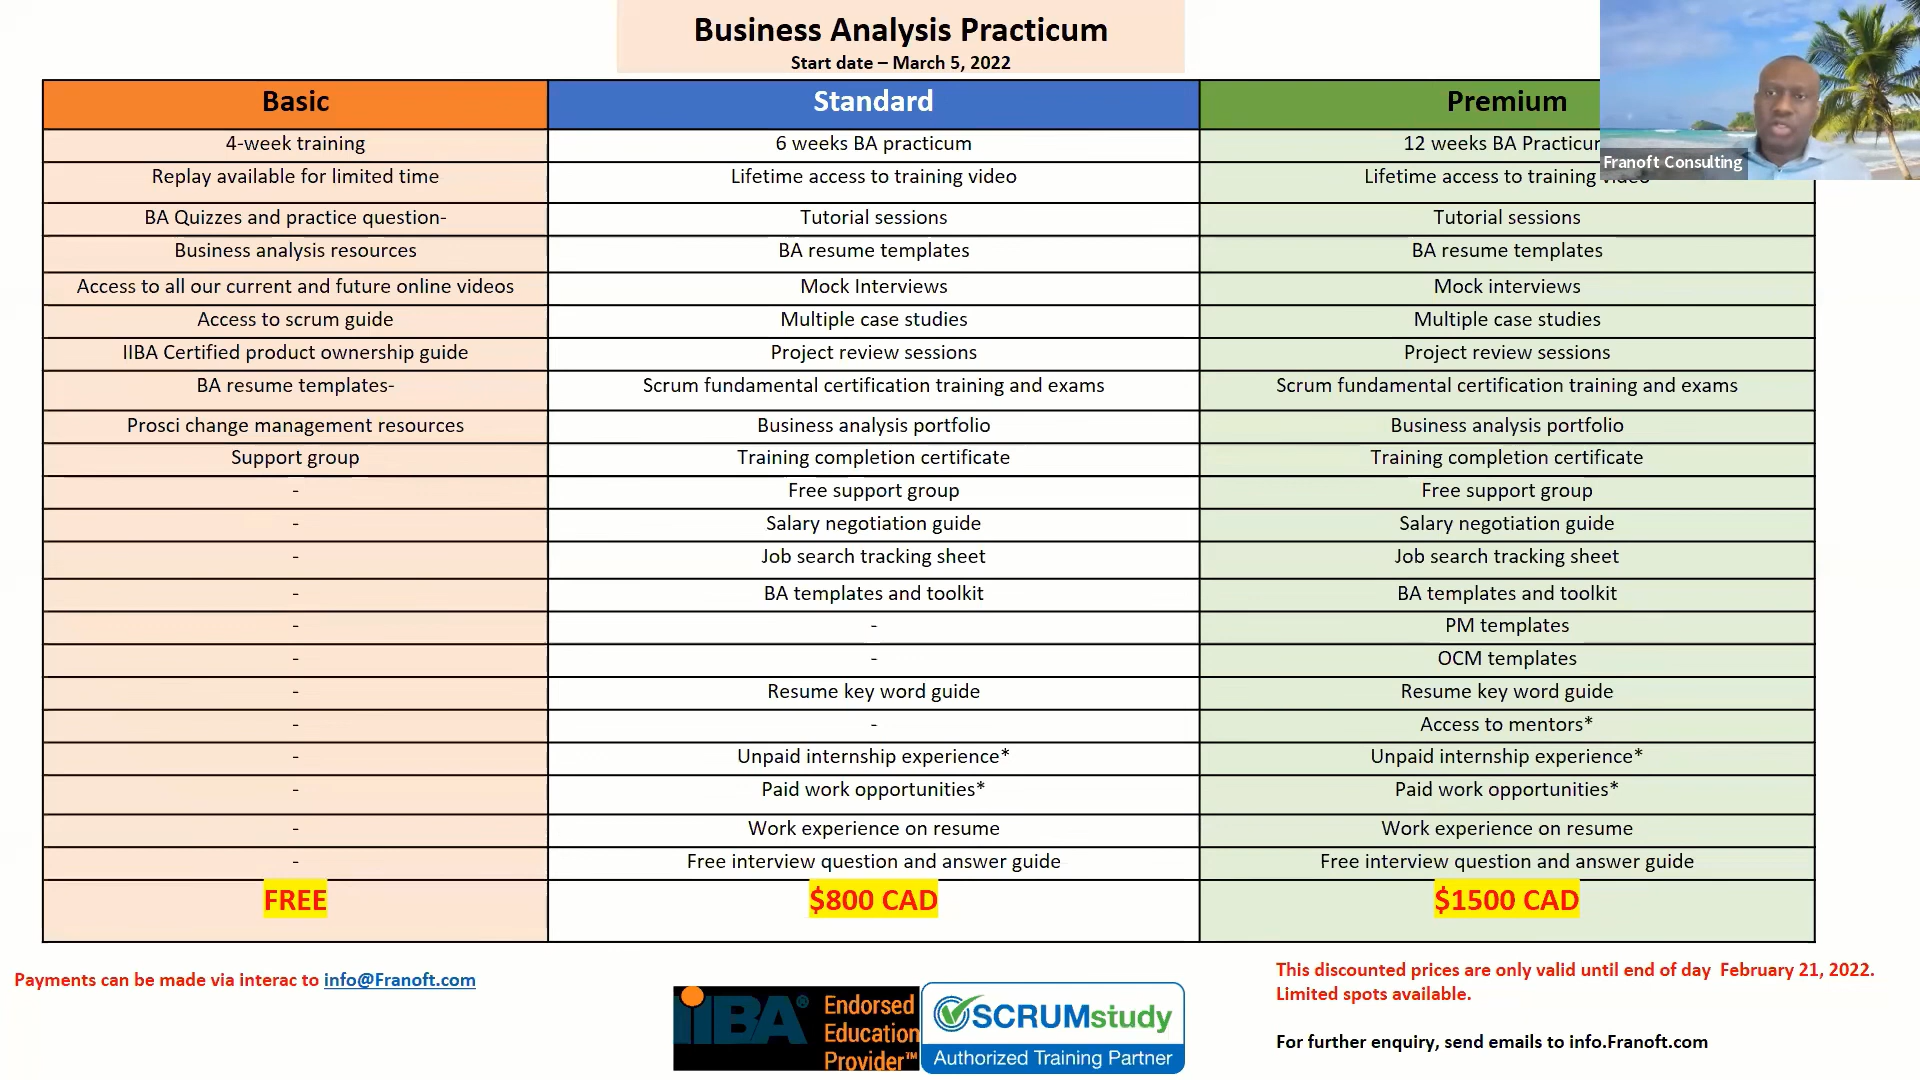 Business Analysis Practicum
Start date – March 5, 2022
Basic Standard Premium
4-week training 6 weeks BA practicum 12 weeks BA Practicum
Franoft Consulting
Replay available for limited time Lifetime access to training video Lifetime access to training video
BA Quizzes and practice question- Tutorial sessions Tutorial sessions
Business analysis resources BA resume templates BA resume templates
Access to all our current and future online videos Mock Interviews Mock interviews
Access to scrum guide Multiple case studies Multiple case studies
IIBA Certified product ownership guide Project review sessions Project review sessions
BA resume templates- Scrum fundamental certification training and exams Scrum fundamental certification training and exams
Prosci change management resources Business analysis portfolio Business analysis portfolio
Support group Training completion certificate Training completion certificate
- Free support group Free support group
- Salary negotiation guide Salary negotiation guide
- Job search tracking sheet Job search tracking sheet
- BA templates and toolkit BA templates and toolkit
- - PM templates
- - OCM templates
- Resume key word guide Resume key word guide
- - Access to mentors*
- Unpaid internship experience* Unpaid internship experience*
- Paid work opportunities* Paid work opportunities*
- Work experience on resume Work experience on resume
- Free interview question and answer guide Free interview question and answer guide
FREE $800 CAD $1500 CAD
Payments can be made via interac to info@Franoft.com
iiBA® Endorsed
Education
Provider™
SCRUMstudy
Authorized Training Partner
This discounted prices are only valid until end of day February 21, 2022.
Limited spots available.
For further enquiry, send emails to info.Franoft.com